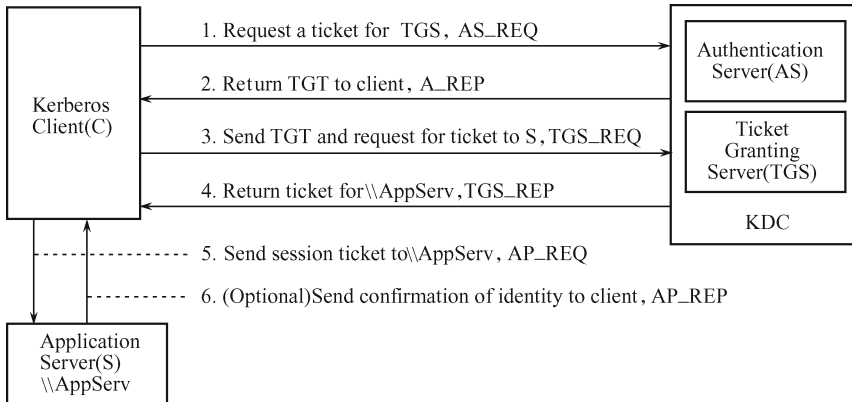 1. Request a ticket for TGS, AS_REQ
Authentication
Server(AS)
2. Return TGT to client, A_REP
Kerberos
Client(C)
3. Send TGT and request for ticket to S, TGS_REQ
Ticket
Granting
Server(TGS)
4. Return ticket for\\AppServ,TGS_REP
KDC
5. Send session ticket to\\AppServ, AP_REQ
6. (Optional)Send confirmation of identity to client, AP_REP
Application
Server(S)
\\AppServ